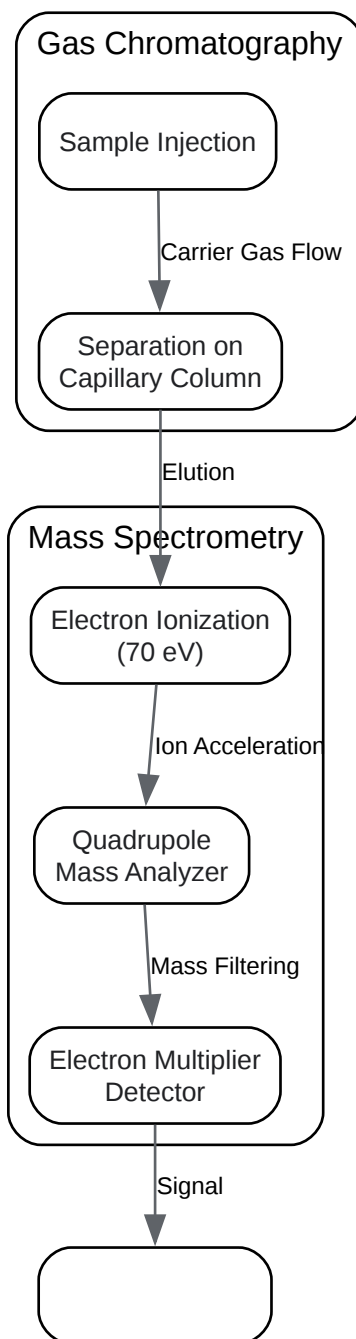 Gas Chromatography
Sample Injection
Carrier Gas Flow
Separation on
Capillary Column
Elution
Mass Spectrometry
Electron Ionization
(70 eV)
Ion Acceleration
Quadrupole
Mass Analyzer
Mass Filtering
Electron Multiplier
Detector
Signal